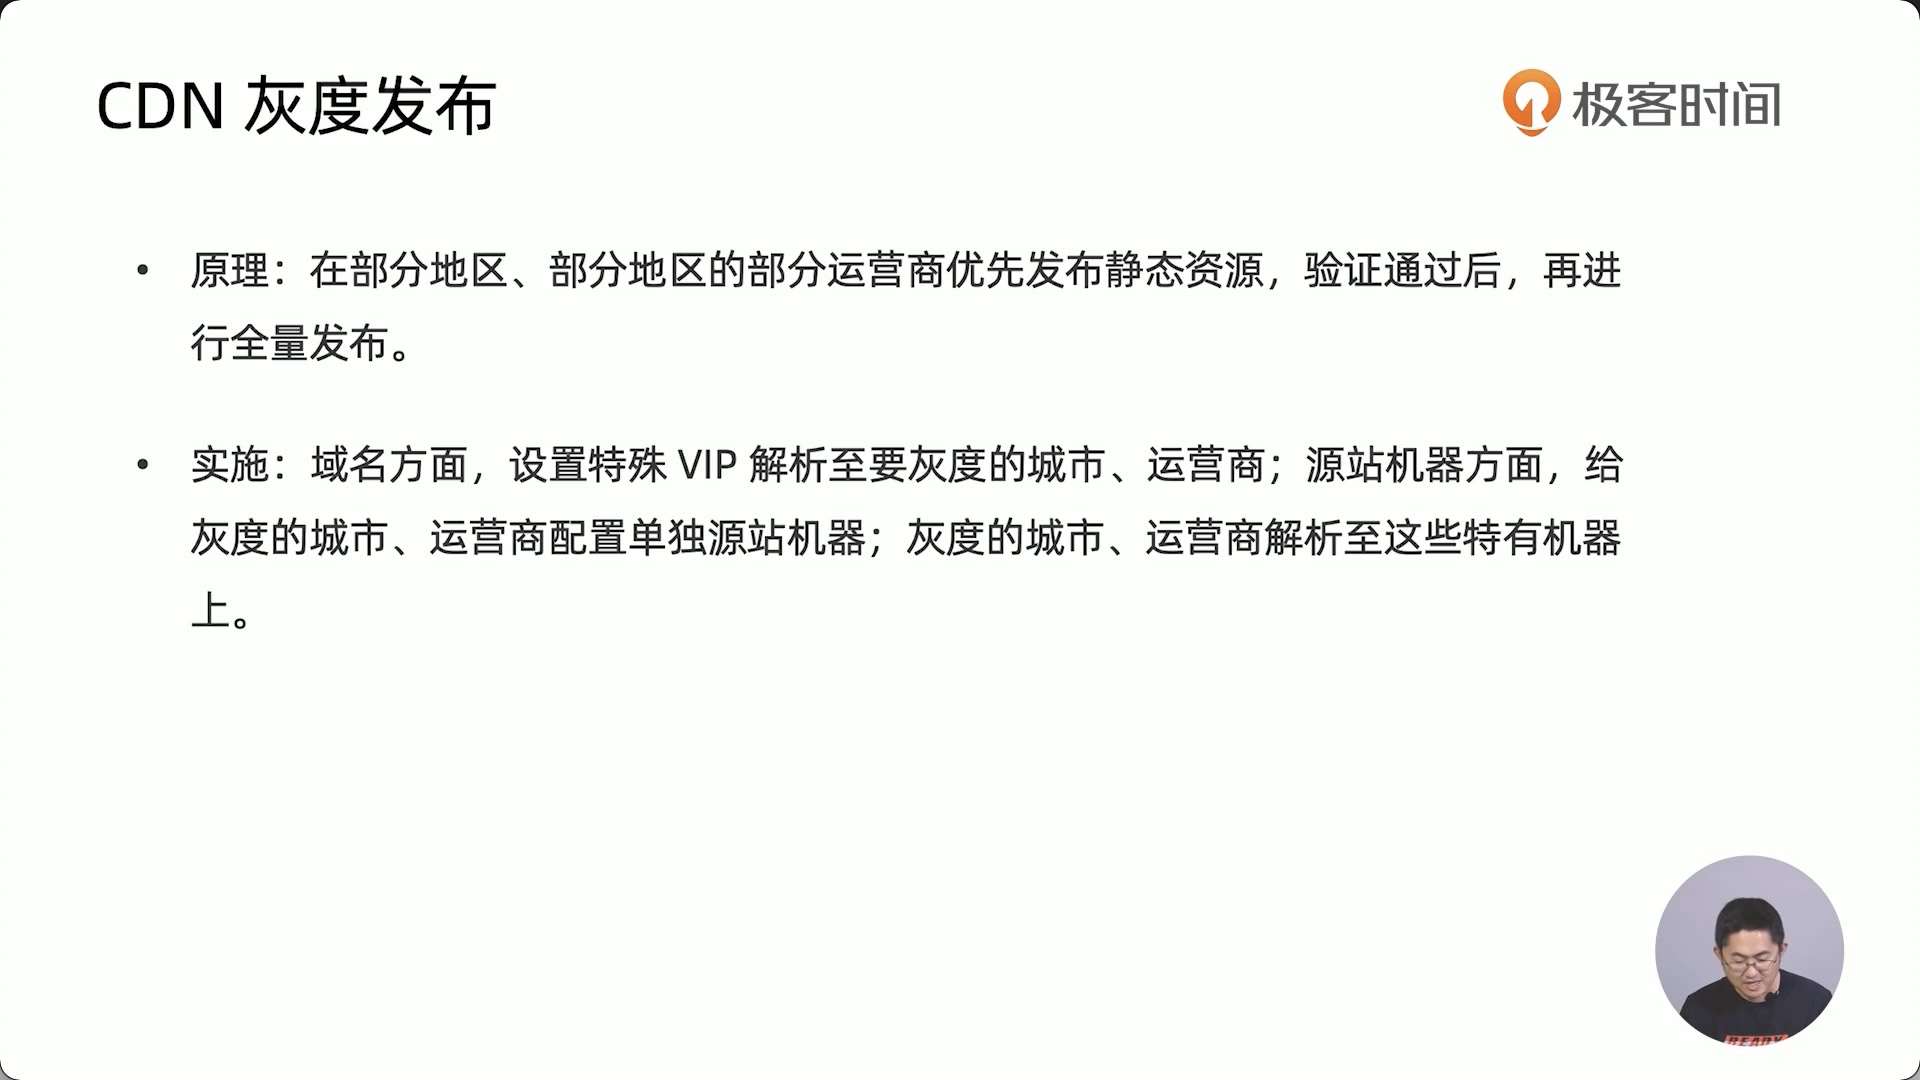 CDN 灰度发布
极客时间
• 原理：在部分地区、部分地区的部分运营商优先发布静态资源，验证通过后，再进
行全量发布。
• 实施：域名方面，设置特殊 VIP 解析至要灰度的城市、运营商；源站机器方面，给
灰度的城市、运营商配置单独源站机器；灰度的城市、运营商解析至这些特有机器
上。
READY